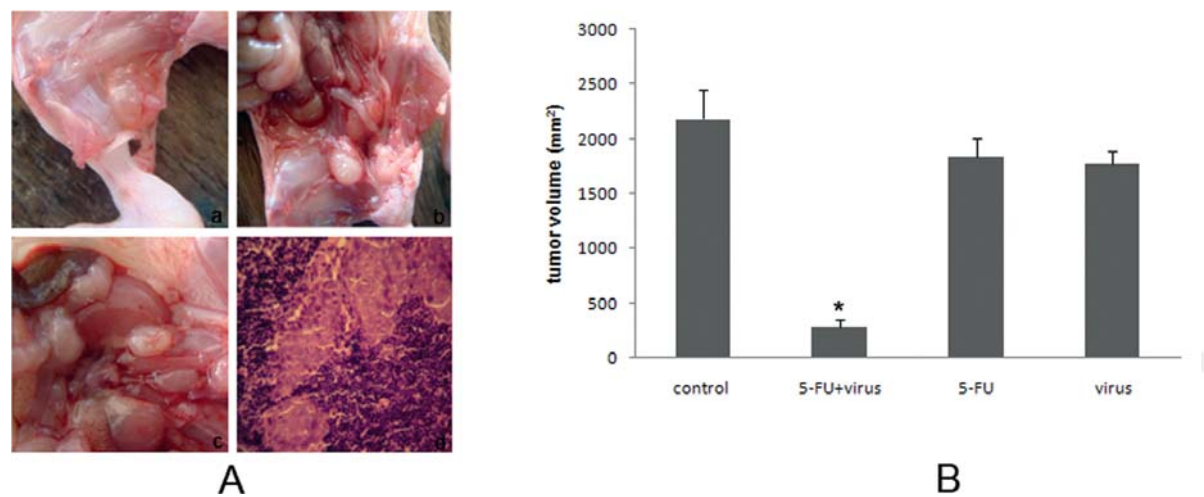 a
b
c
d
A
3000
2500
2000
1500
1000
500
0
tumor volume (mm²)
*
control
5-FU+virus
5-FU
virus
B